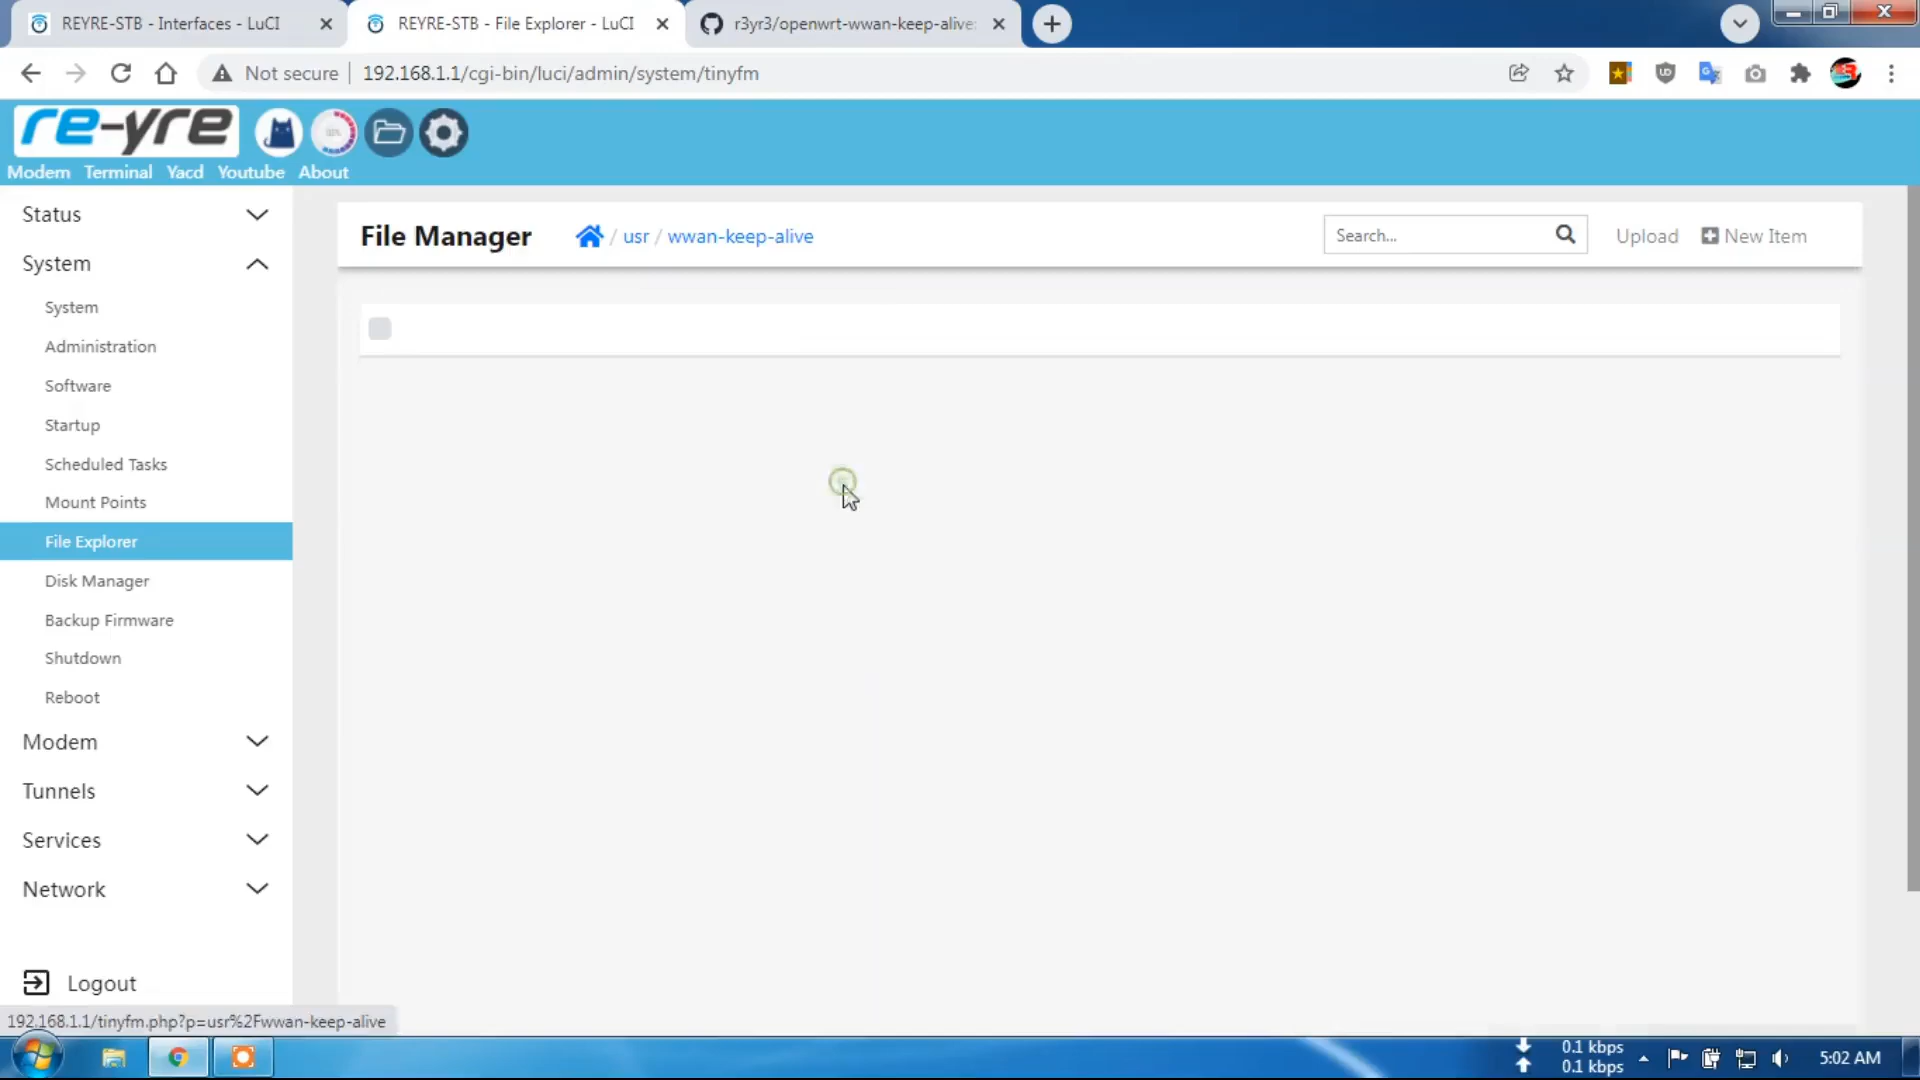 REYRE-STB - Interfaces - LuCI
REYRE-STB - File Explorer - LuCI
r3yr3/openwrt-wwan-keep-alive:
Not secure
192.168.1.1/cgi-bin/luci/admin/system/tinyfm
re-yre
Modem Terminal Yacd Youtube About
File Manager
/ usr / wwan-keep-alive
Search...
Upload
New Item
Status
System
System
Administration
Software
Startup
Scheduled Tasks
Mount Points
File Explorer
Disk Manager
Backup Firmware
Shutdown
Reboot
Modem
Tunnels
Services
Network
Logout
192.168.1.1/tinyfm.php?p=usr%2Fwwan-keep-alive
0.1 kbps
0.1 kbps
5:02 AM